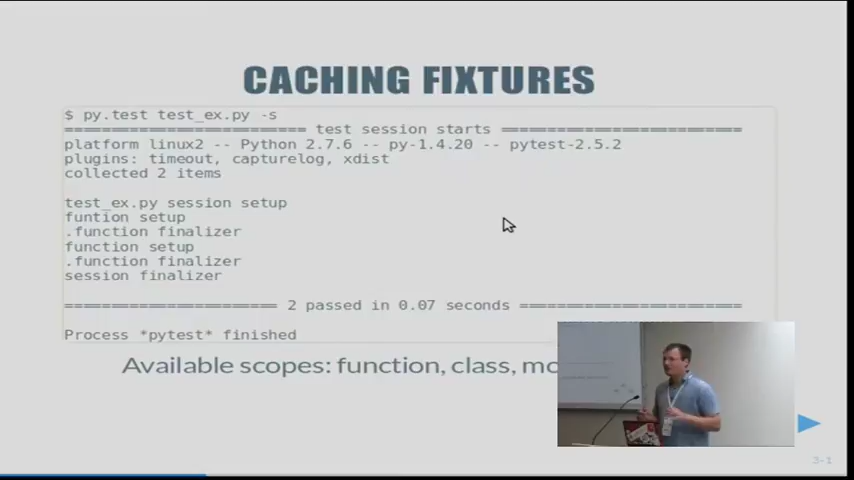 CACHING FIXTURES
$ py.test test_ex.py -s
========================= test session starts =========================
platform linux2 -- Python 2.7.6 -- py-1.4.20 -- pytest-2.5.2
plugins: timeout, capturelog, xdist
collected 2 items
test_ex.py session setup
funtion setup
.function finalizer
function setup
.function finalizer
session finalizer
====================== 2 passed in 0.07 seconds =======================
Process *pytest* finished
Available scopes: function, class, mo
3-1